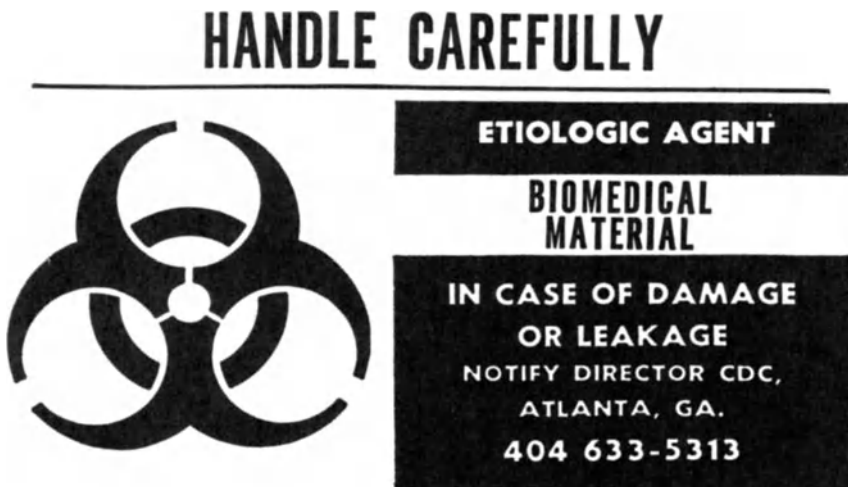 HANDLE CAREFULLY
ETIOLOGIC AGENT
BIOMEDICAL
MATERIAL
IN CASE OF DAMAGE
OR LEAKAGE
NOTIFY DIRECTOR CDC,
ATLANTA, GA.
404 633-5313